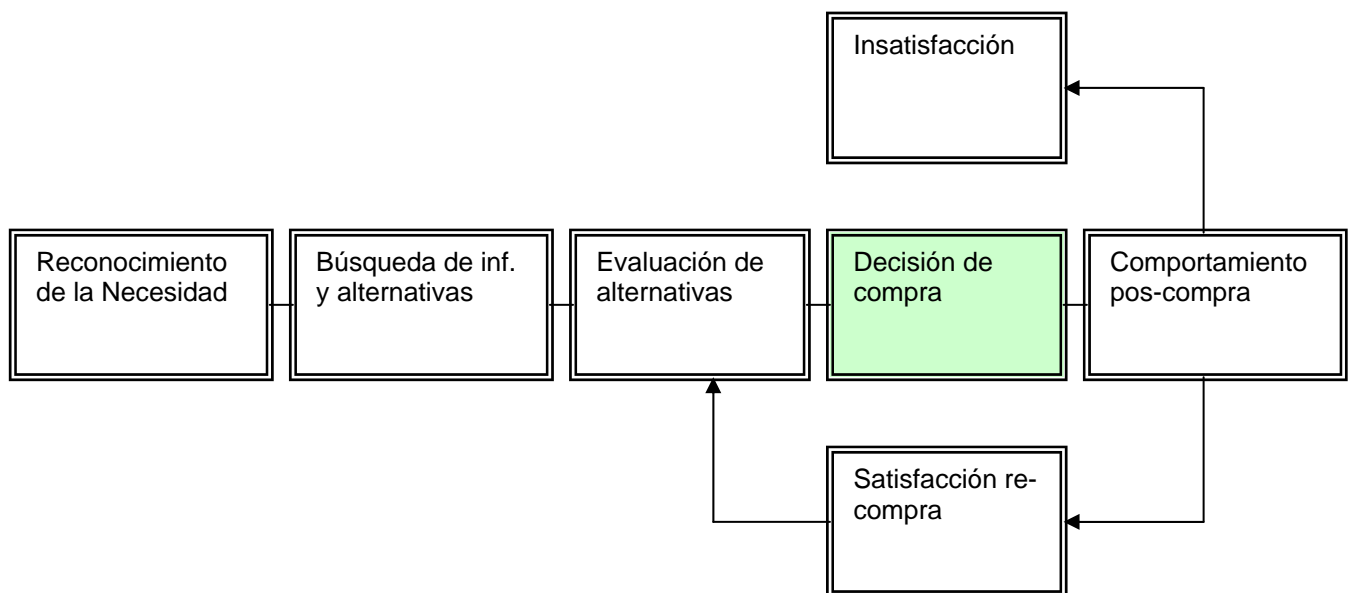 Insatisfacción
Reconocimiento
de la Necesidad
Búsqueda de inf.
y alternativas
Evaluación de
alternativas
Decisión de
compra
Comportamiento
pos-compra
Satisfacción re-
compra